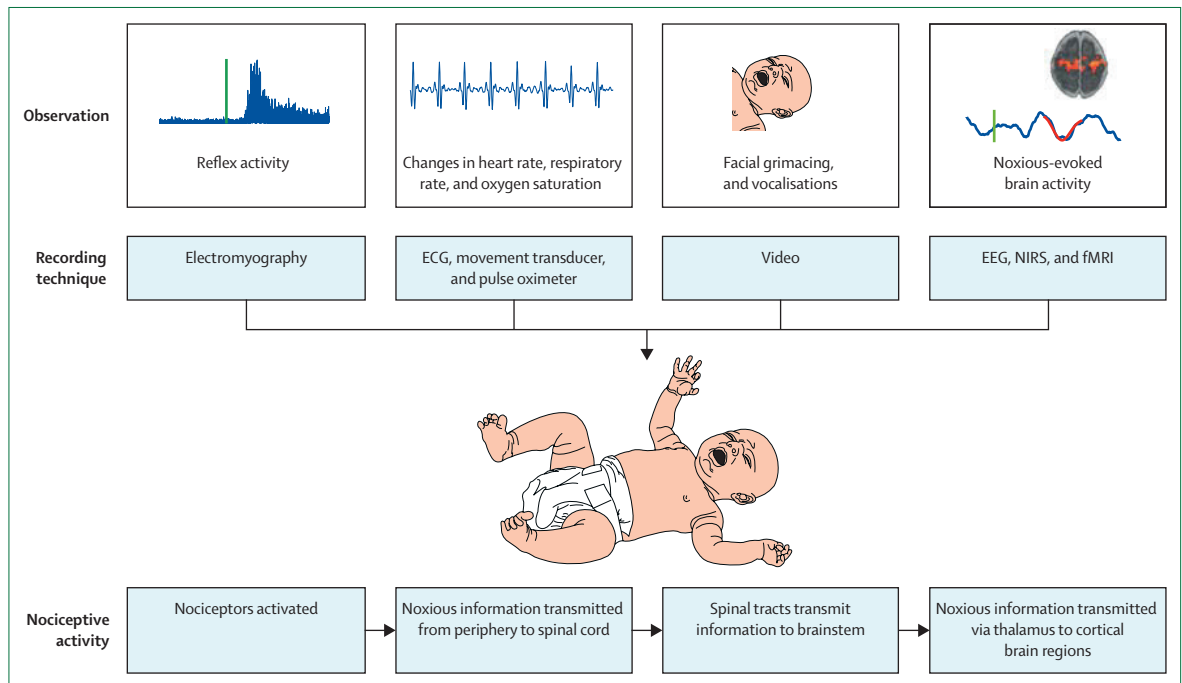 Observation
Reflex activity
Changes in heart rate, respiratory
rate, and oxygen saturation
Facial grimacing,
and vocalisations
Noxious-evoked
brain activity
Recording
technique
Electromyography
ECG, movement transducer,
and pulse oximeter
Video
EEG, NIRS, and fMRI
Nociceptive
activity
Nociceptors activated
Noxious information transmitted
from periphery to spinal cord
Spinal tracts transmit
information to brainstem
Noxious information transmitted
via thalamus to cortical
brain regions